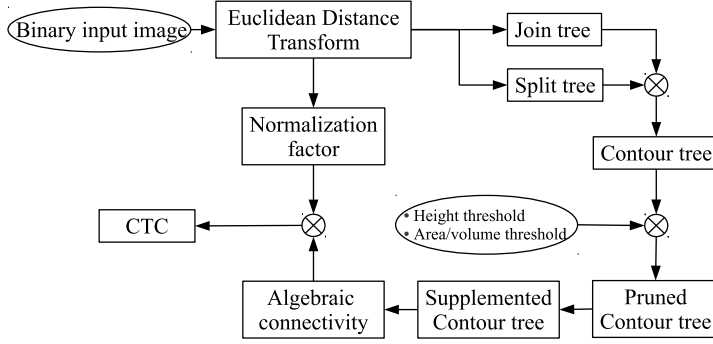 Binary input image
Euclidean Distance
Transform
Join tree
Split tree
Normalization
factor
Contour tree
CTC
• Height threshold
• Area/volume threshold
Algebraic
connectivity
Supplemented
Contour tree
Pruned
Contour tree